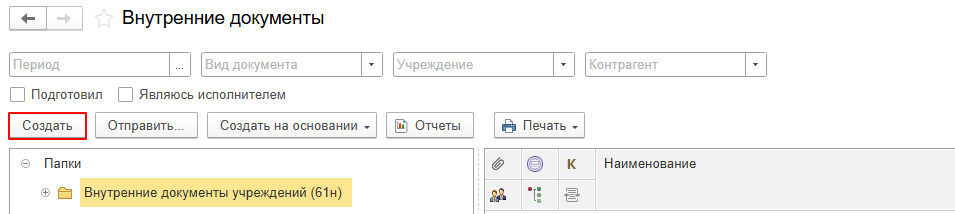 Внутренние документы
Период ... Вид документа Учреждение Контрагент
Подготовил Являюсь исполнителем
Создать Отправить... Создать на основании Отчеты Печать
Папки К Наименование
Внутренние документы учреждений (61н)